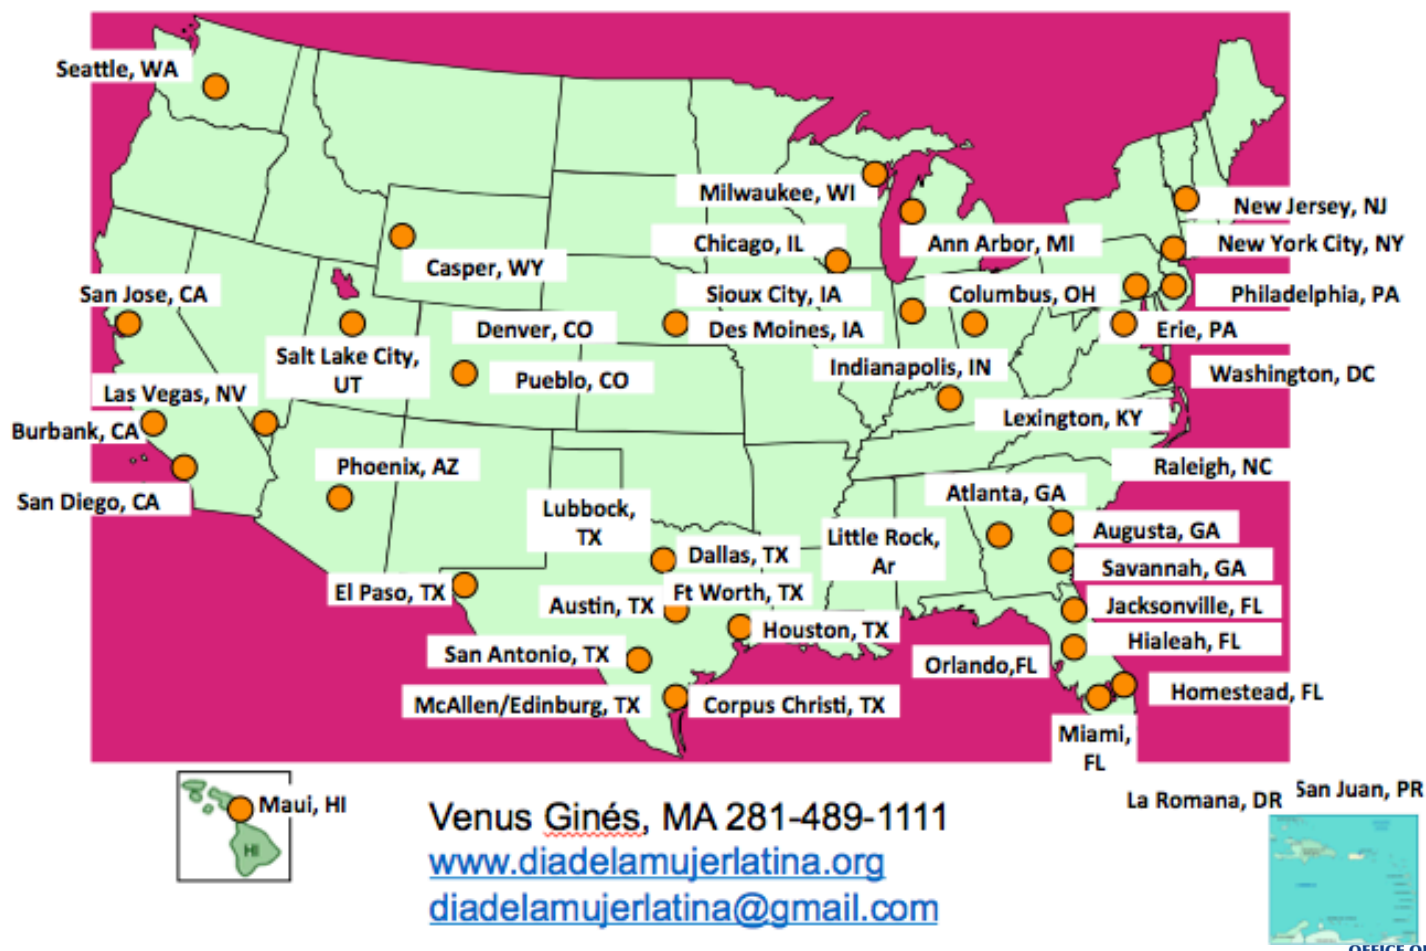 Seattle, WA
Milwaukee, WI
New Jersey, NJ
Chicago, IL
Ann Arbor, MI
New York City, NY
Casper, WY
San Jose, CA
Sioux City, IA
Columbus, OH
Philadelphia, PA
Denver, CO
Des Moines, IA
Erie, PA
Salt Lake City,
UT
Pueblo, CO
Indianapolis, IN
Washington, DC
Las Vegas, NV
Burbank, CA
Lexington, KY
Phoenix, AZ
Raleigh, NC
San Diego, CA
Atlanta, GA
Lubbock,
TX
Little Rock,
Ar
Augusta, GA
Dallas, TX
Savannah, GA
El Paso, TX
Ft Worth, TX
Austin, TX
Jacksonville, FL
Houston, TX
Hialeah, FL
San Antonio, TX
Orlando,FL
Homestead, FL
McAllen/Edinburg, TX
Corpus Christi, TX
Miami,
FL
Maui, HI
HI
La Romana, DR
San Juan, PR
Venus Ginés, MA 281-489-1111
www.diadelamujerlatina.org
diadelamujerlatina@gmail.com